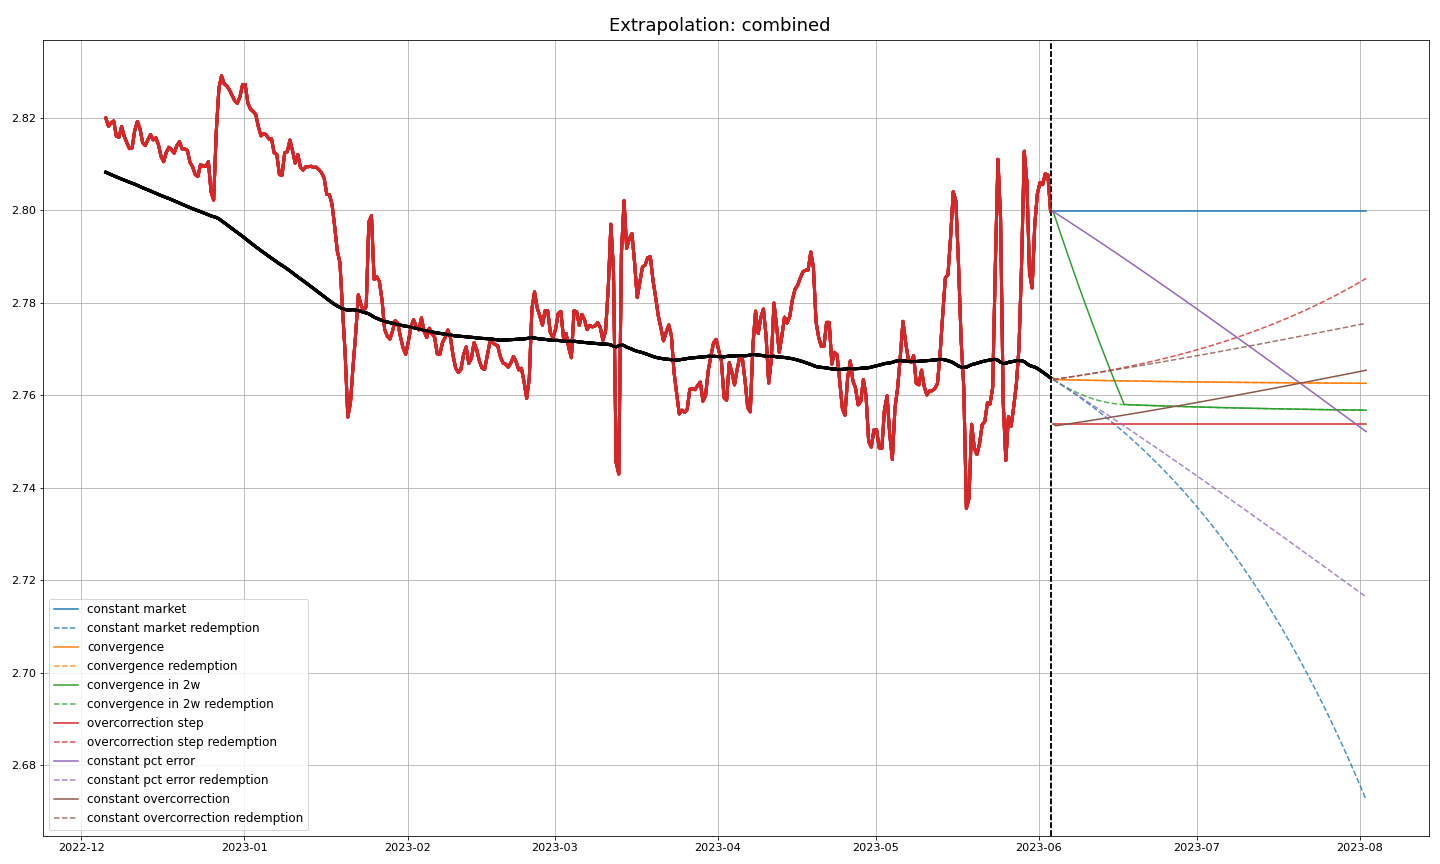 Extrapolation: combined
2.82
2.80
2.78
2.76
2.74
2.72
2.70
2.68
constant market
constant market redemption
convergence
convergence redemption
convergence in 2w
convergence in 2w redemption
overcorrection step
overcorrection step redemption
constant pct error
constant pct error redemption
constant overcorrection
constant overcorrection redemption
2022-12 2023-01 2023-02 2023-03 2023-04 2023-05 2023-06 2023-07 2023-08